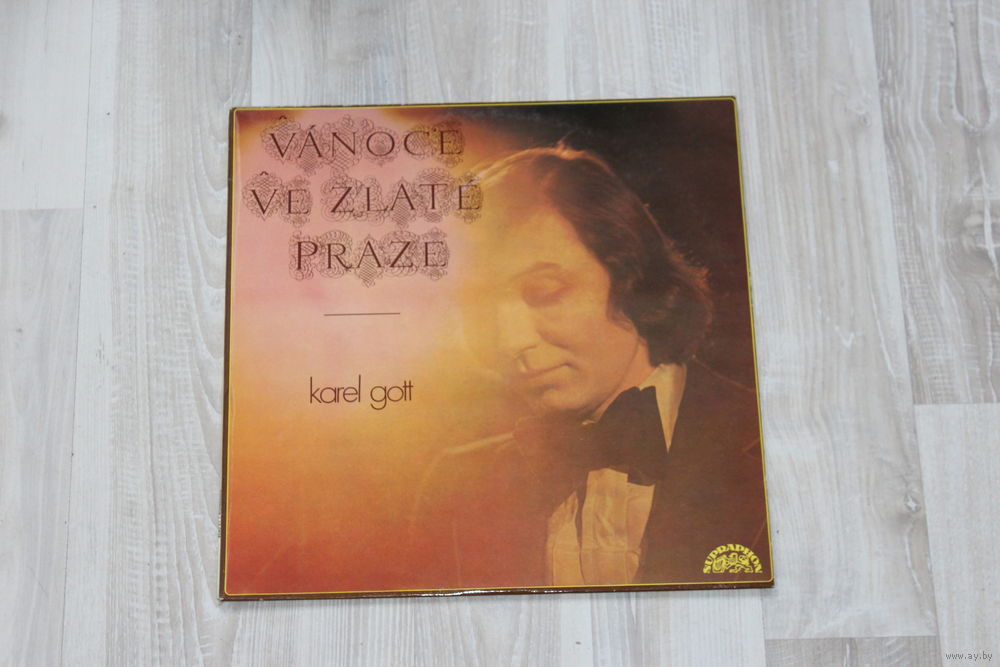 VÁNOCE
VE ZLATÉ
PRAZE
karel gott
SUPRAPHON
www.ay.by